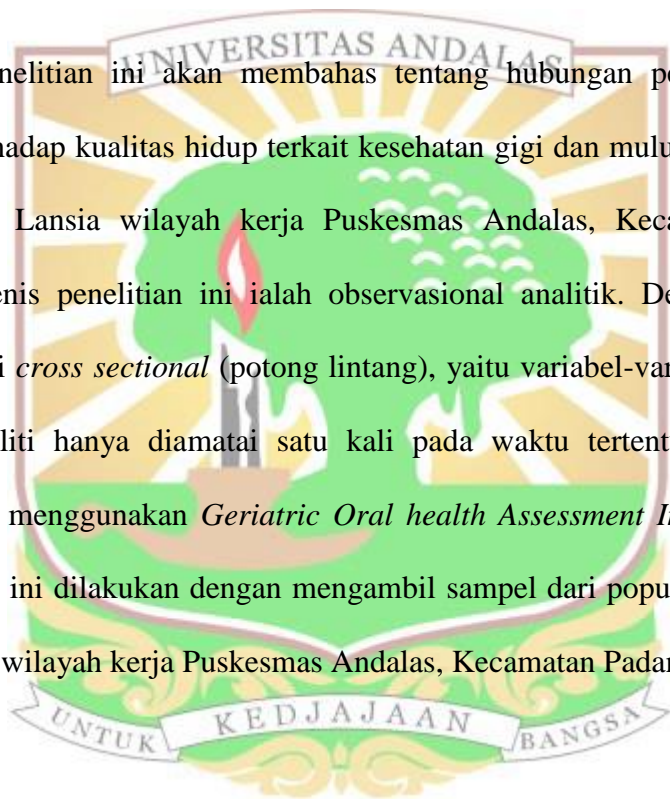 UNIVERSITAS ANDALAS
nelitian ini akan membahas tentang hubungan pe
hadap kualitas hidup terkait kesehatan gigi dan mulu
Lansia wilayah kerja Puskesmas Andalas, Keca
enis penelitian ini ialah observasional analitik. De
i cross sectional (potong lintang), yaitu variabel-var
liti hanya diamatai satu kali pada waktu tertent
menggunakan Geriatric Oral health Assessment In
ini dilakukan dengan mengambil sampel dari popu
wilayah kerja Puskesmas Andalas, Kecamatan Padan
UNTUK KEDJAJAAN BANGSA